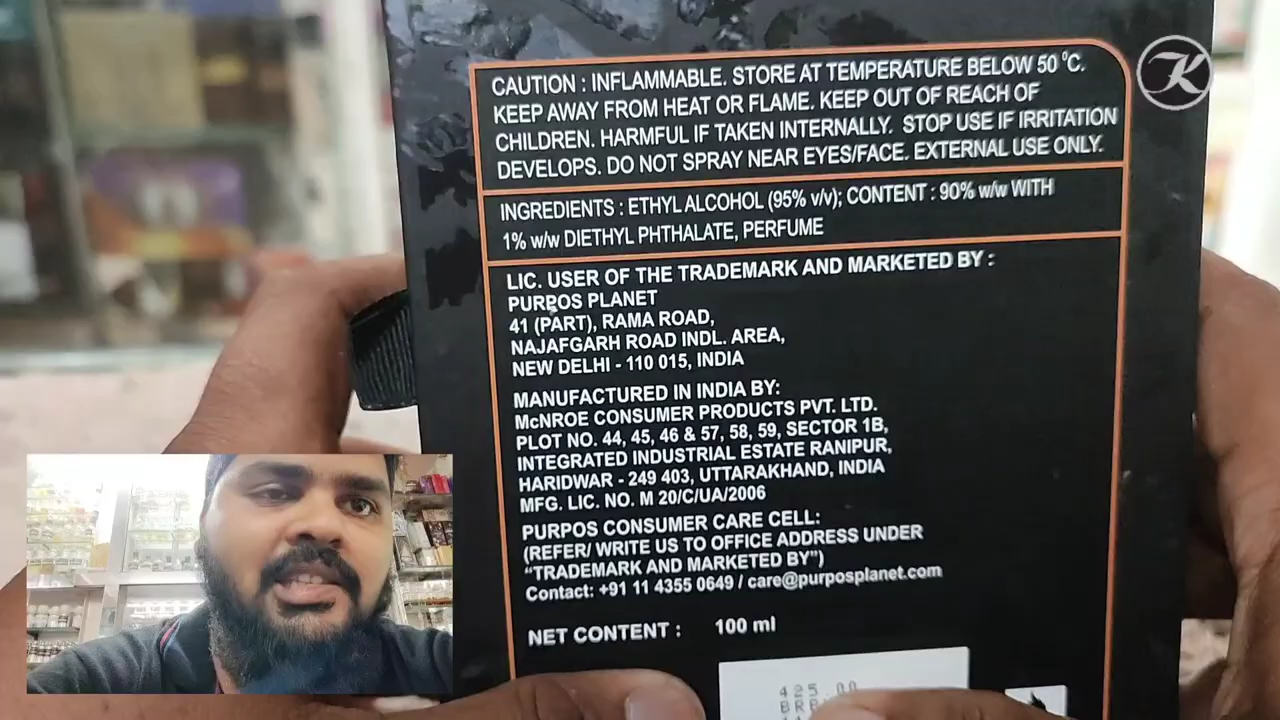 K
CAUTION : INFLAMMABLE. STORE AT TEMPERATURE BELOW 50 ⁰C.
KEEP AWAY FROM HEAT OR FLAME. KEEP OUT OF REACH OF
CHILDREN. HARMFUL IF TAKEN INTERNALLY. STOP USE IF IRRITATION
DEVELOPS. DO NOT SPRAY NEAR EYES/FACE. EXTERNAL USE ONLY.
INGREDIENTS : ETHYL ALCOHOL (95% v/v); CONTENT : 90% w/w WITH
1% w/w DIETHYL PHTHALATE, PERFUME
LIC. USER OF THE TRADEMARK AND MARKETED BY :
PURPOS PLANET
41 (PART), RAMA ROAD,
NAJAFGARH ROAD INDL. AREA,
NEW DELHI - 110 015, INDIA
MANUFACTURED IN INDIA BY:
McNROE CONSUMER PRODUCTS PVT. LTD.
PLOT NO. 44, 45, 46 & 57, 58, 59, SECTOR 1B,
INTEGRATED INDUSTRIAL ESTATE RANIPUR,
HARIDWAR - 249 403, UTTARAKHAND, INDIA
MFG. LIC. NO. M 20/C/UA/2006
PURPOS CONSUMER CARE CELL:
(REFER/ WRITE US TO OFFICE ADDRESS UNDER
“TRADEMARK AND MARKETED BY”)
Contact: +91 11 4355 0649 / care@purposplanet.com
NET CONTENT : 100 ml
425.00